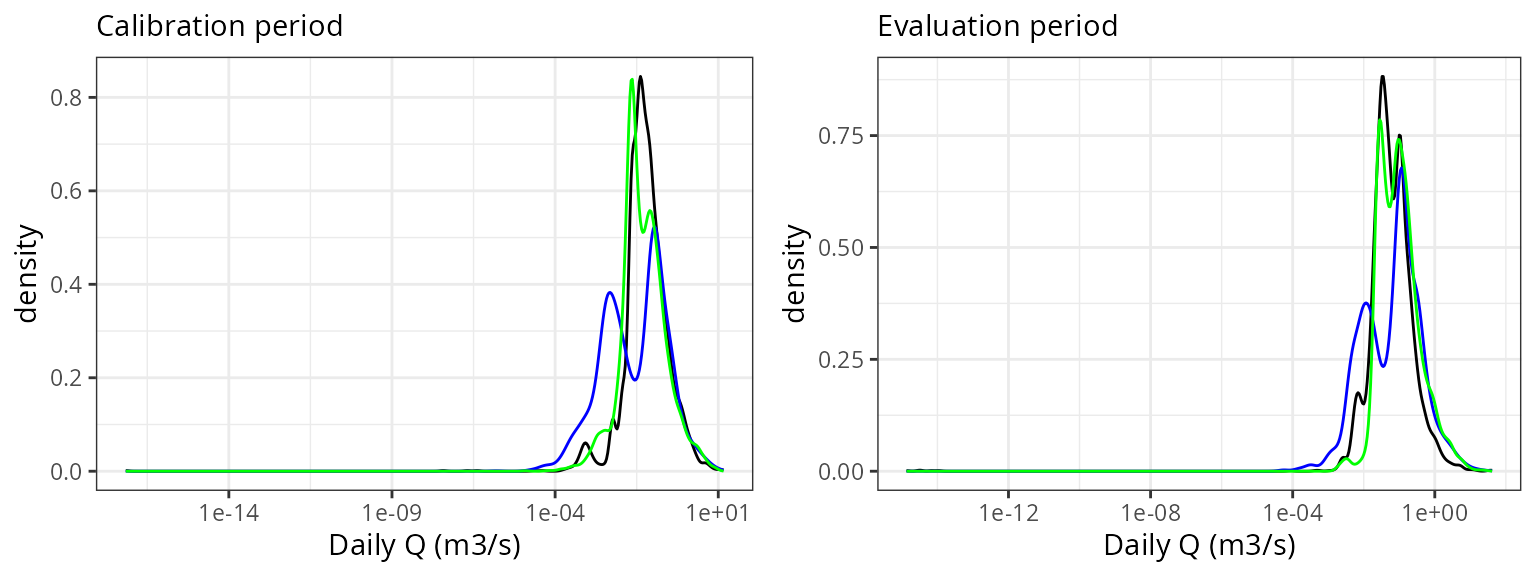 Calibration period
0.8
0.6
0.4
0.2
0.0
density
1e-14
1e-09
1e-04
1e+01
Daily Q (m3/s)
Evaluation period
0.75
0.50
0.25
0.00
density
1e-12
1e-08
1e-04
1e+00
Daily Q (m3/s)